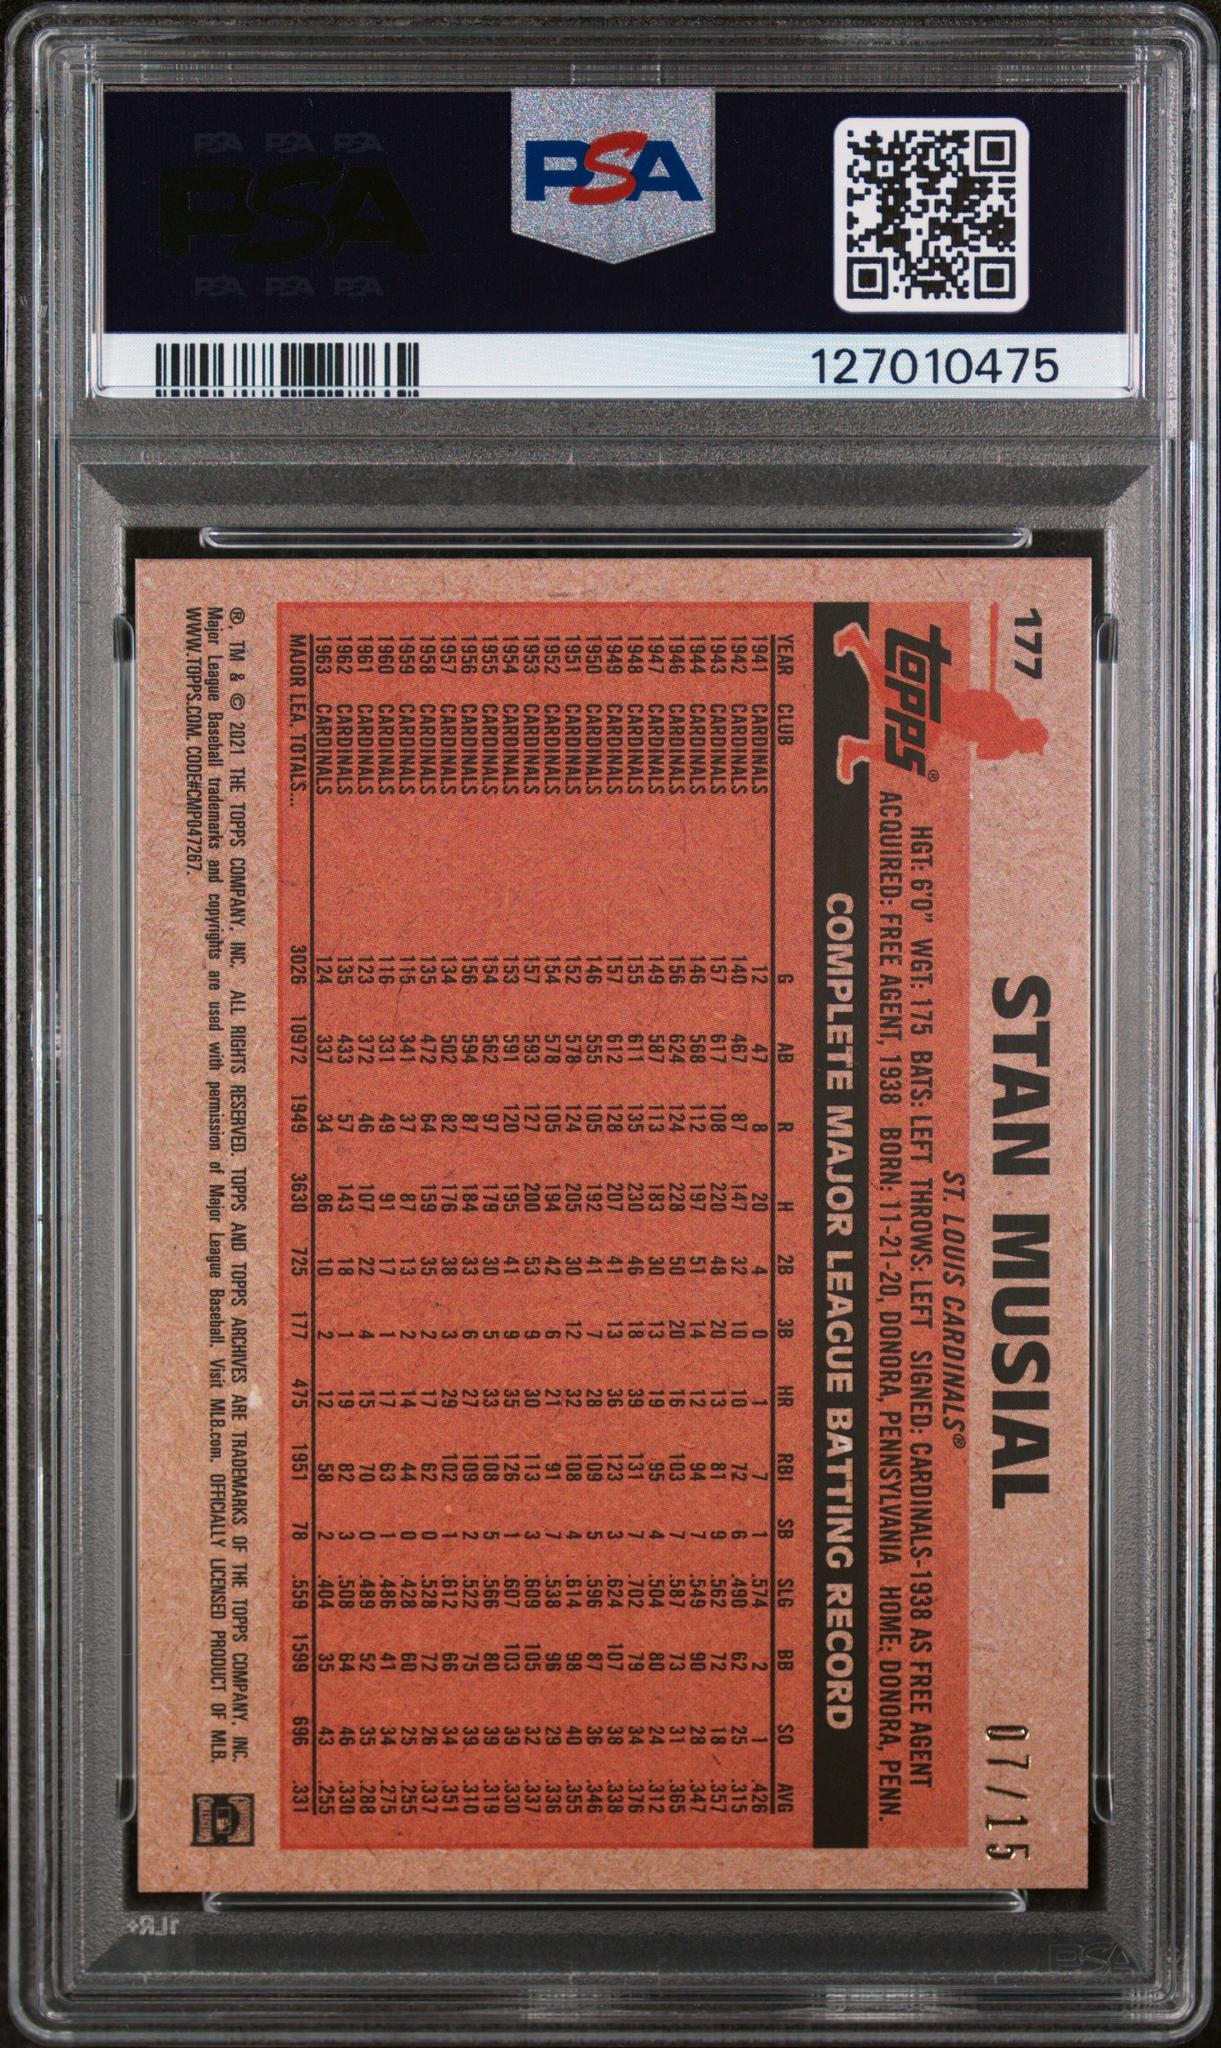 PSA PSA PSA
PSA
PSA PSA PSA
PSA
127010475
177 STAN MUSIAL 07/15
ST. LOUIS CARDINALS®
topps®
HGT: 6'0" WGT: 175 BATS: LEFT THROWS: LEFT SIGNED: CARDINALS-1938 AS FREE AGENT
ACQUIRED: FREE AGENT, 1938 BORN: 11-21-20, DONORA, PENNSYLVANIA HOME: DONORA, PENN.
COMPLETE MAJOR LEAGUE BATTING RECORD
YEAR CLUB G AB R H 2B 3B HR RBI SB SLG BB SO AVG
1941 CARDINALS 12 47 8 20 4 0 1 7 1 .574 2 1 .426
1942 CARDINALS 140 467 87 147 32 10 10 72 6 .490 62 25 .315
1943 CARDINALS 157 617 108 220 48 20 13 81 9 .562 72 18 .357
1944 CARDINALS 146 568 112 197 51 14 12 94 7 .549 90 28 .347
1946 CARDINALS 156 624 124 228 50 20 16 103 7 .587 73 31 .365
1947 CARDINALS 149 587 113 183 30 13 19 95 4 .504 80 24 .312
1948 CARDINALS 155 611 135 230 46 18 39 131 7 .702 79 34 .376
1949 CARDINALS 157 612 128 207 41 13 36 123 3 .624 107 38 .338
1950 CARDINALS 146 555 105 192 41 7 28 109 5 .596 87 36 .346
1951 CARDINALS 152 578 124 205 30 12 32 108 4 .614 98 40 .355
1952 CARDINALS 154 578 105 194 42 6 21 91 7 .538 96 29 .336
1953 CARDINALS 157 593 127 200 53 9 30 113 3 .609 105 32 .337
1954 CARDINALS 153 591 120 195 41 9 35 126 1 .607 103 39 .330
1955 CARDINALS 154 562 97 179 30 5 33 108 5 .566 80 39 .319
1956 CARDINALS 156 594 87 184 33 6 27 109 2 .522 75 39 .310
1957 CARDINALS 134 502 82 176 38 3 29 102 1 .612 66 34 .351
1958 CARDINALS 135 472 64 159 35 2 17 62 0 .528 72 26 .337
1959 CARDINALS 115 341 37 87 13 2 14 44 0 .428 60 25 .255
1960 CARDINALS 116 331 49 91 17 1 17 63 1 .486 41 34 .275
1961 CARDINALS 123 372 46 107 22 4 15 70 0 .489 52 35 .288
1962 CARDINALS 135 433 57 143 18 1 19 82 3 .508 64 46 .330
1963 CARDINALS 124 337 34 86 10 2 12 58 2 .404 35 43 .255
MAJOR LEA. TOTALS... 3026 10972 1949 3630 725 177 475 1951 78 .559 1599 696 .331
®, TM & © 2021 THE TOPPS COMPANY, INC. ALL RIGHTS RESERVED. TOPPS AND TOPPS ARCHIVES ARE TRADEMARKS OF THE TOPPS COMPANY, INC.
Major League Baseball trademarks and copyrights are used with permission of Major League Baseball. Visit MLB.com. OFFICIALLY LICENSED PRODUCT OF MLB.
WWW.TOPPS.COM. CODE#CMP047267.
1LR+
PSA